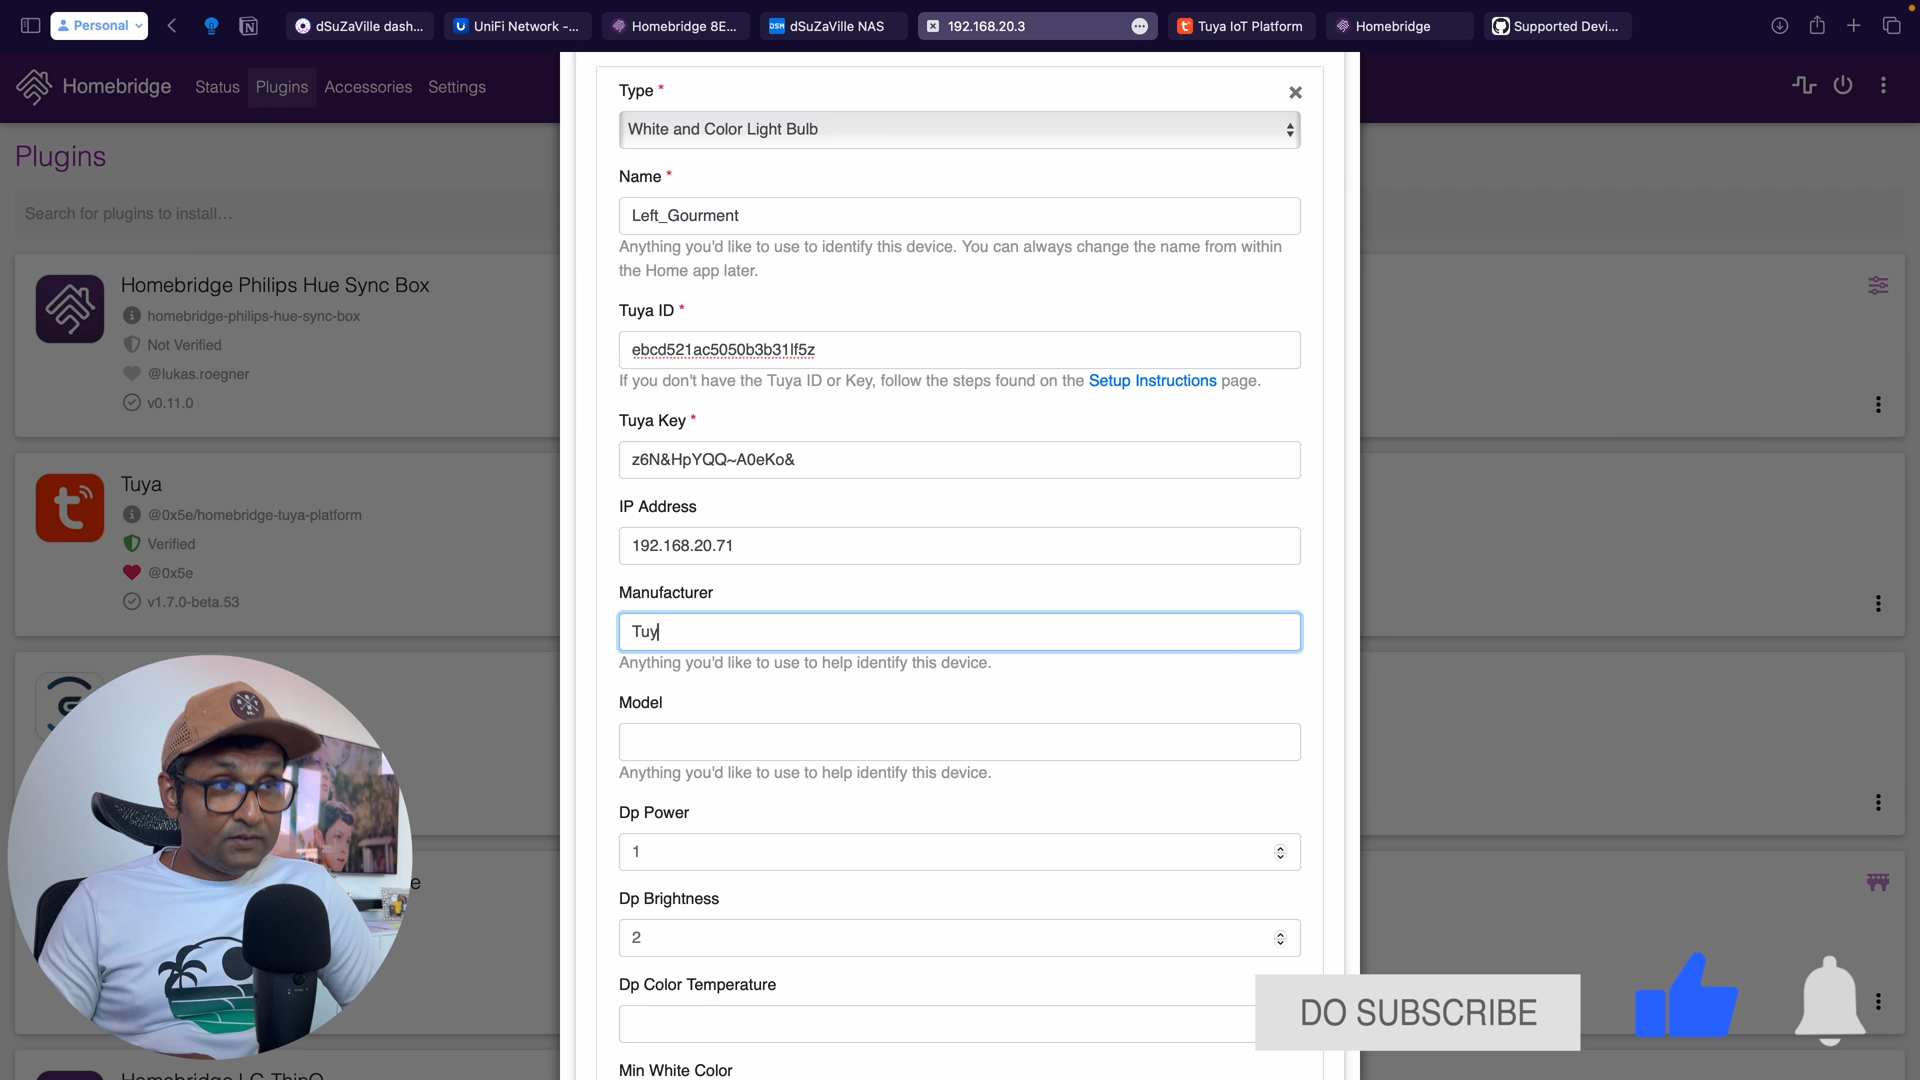 Personal
dSuZaVille dash...
UniFi Network -...
Homebridge 8E...
DSM
dSuZaVille NAS
192.168.20.3
Tuya IoT Platform
Homebridge
Supported Devi...
Homebridge
Status
Plugins
Accessories
Settings
Plugins
Search for plugins to install...
Homebridge Philips Hue Sync Box
homebridge-philips-hue-sync-box
Not Verified
@lukas.roegner
v0.11.0
Tuya
@0x5e/homebridge-tuya-platform
Verified
@0x5e
v1.7.0-beta.53
Type *
White and Color Light Bulb
Name *
Left_Gourment
Anything you'd like to use to identify this device. You can always change the name from within
the Home app later.
Tuya ID *
ebcd521ac5050b3b31lf5z
If you don't have the Tuya ID or Key, follow the steps found on the Setup Instructions page.
Tuya Key *
z6N&HpYQQ~A0eKo&
IP Address
192.168.20.71
Manufacturer
Tuy
Anything you'd like to use to help identify this device.
Model
Anything you'd like to use to help identify this device.
Dp Power
1
Dp Brightness
2
Dp Color Temperature
Min White Color
DO SUBSCRIBE